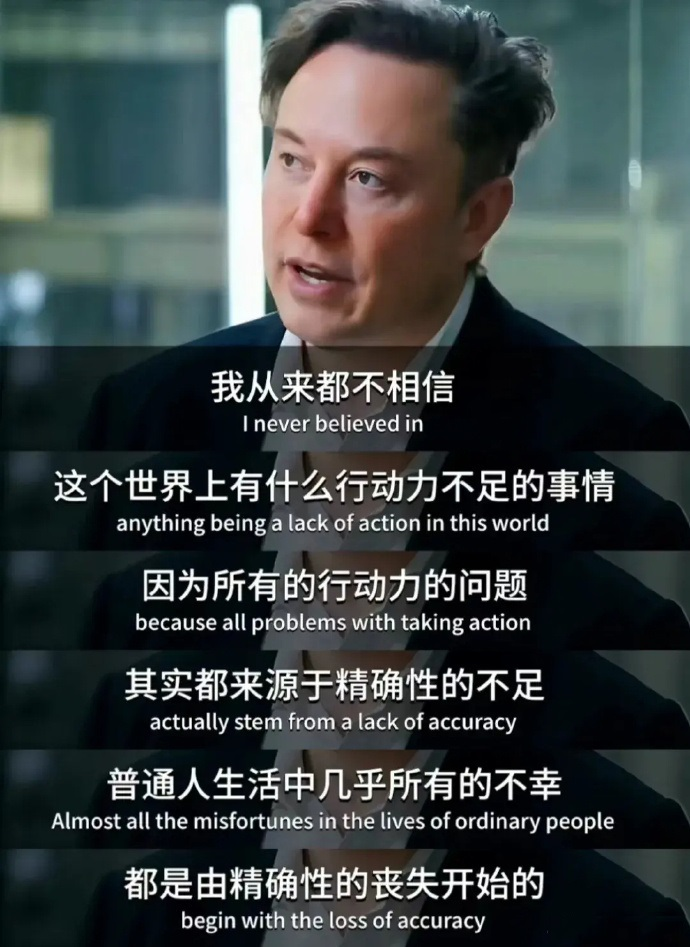 我从来都不相信
I never believed in
这个世界上有什么行动力不足的事情
anything being a lack of action in this world
因为所有的行动力的问题
because all problems with taking action
其实都来源于精确性的不足
actually stem from a lack of accuracy
普通人生活中几乎所有的不幸
Almost all the misfortunes in the lives of ordinary people
都是由精确性的丧失开始的
begin with the loss of accuracy